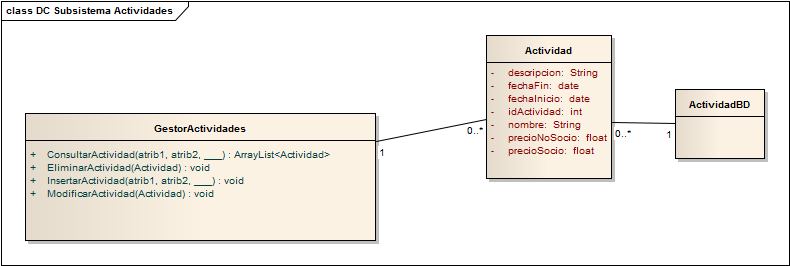 class DC Subsistema Actividades
GestorActividades
+ ConsultarActividad(atrib1, atrib2, ___) : ArrayList<Actividad>
+ EliminarActividad(Actividad) : void
+ InsertarActividad(atrib1, atrib2, ___) : void
+ ModificarActividad(Actividad) : void
1
0..*
Actividad
- descripcion: String
- fechaFin: date
- fechaInicio: date
- idActividad: int
- nombre: String
- precioNoSocio: float
- precioSocio: float
0..*
1
ActividadBD